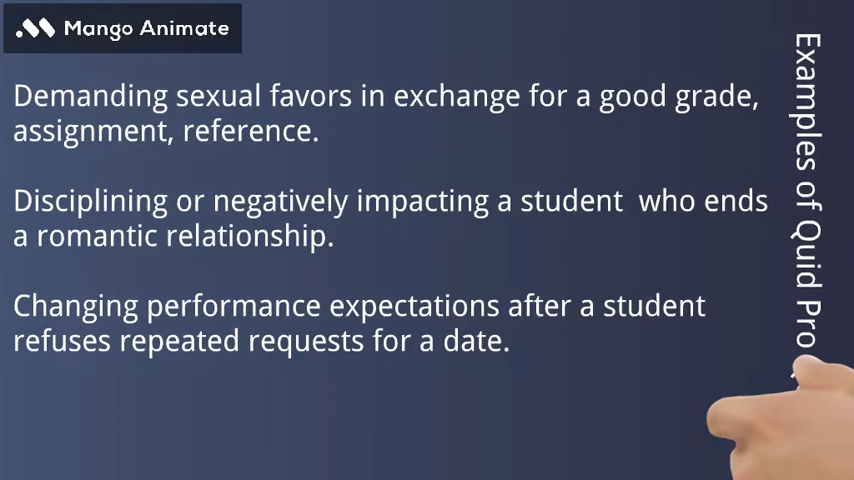 Mango Animate
Demanding sexual favors in exchange for a good grade,
assignment, reference.
Disciplining or negatively impacting a student who ends
a romantic relationship.
Changing performance expectations after a student
refuses repeated requests for a date.
Examples of Quid Pro